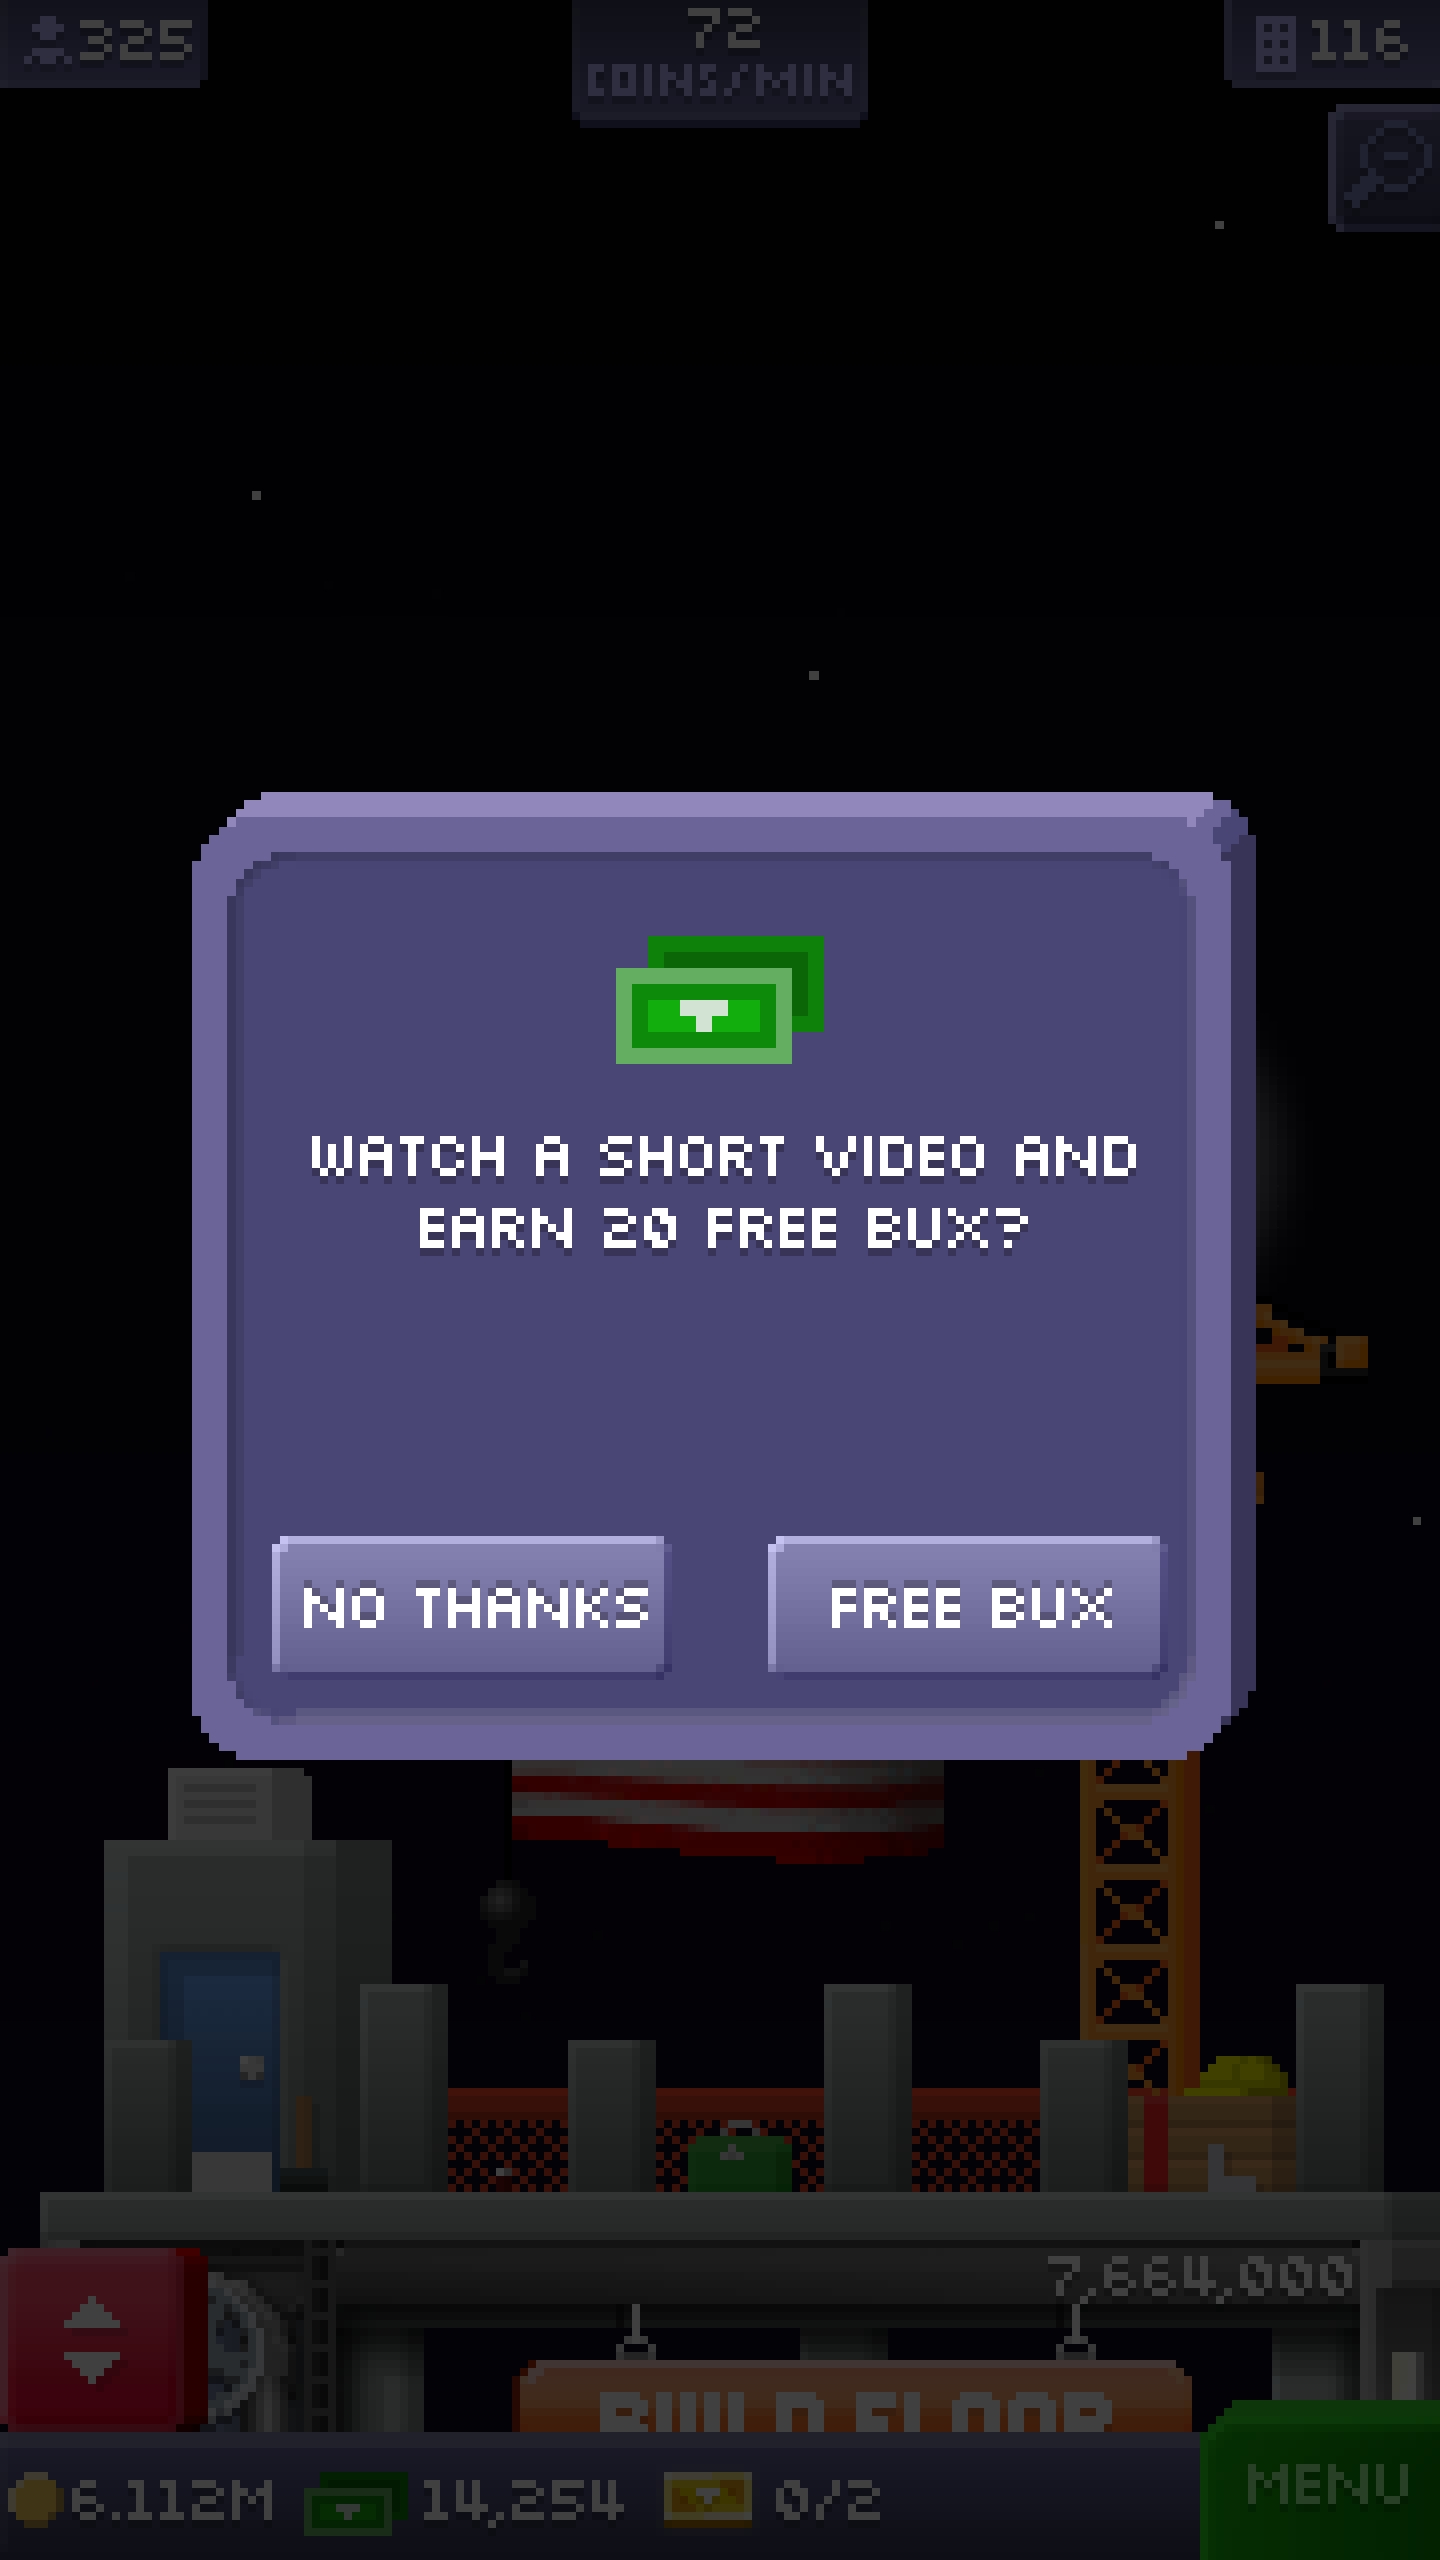 325
72
COINS/MIN
116
WATCH A SHORT VIDEO AND
EARN 20 FREE BUX?
NO THANKS
FREE BUX
7,664,000
BUILD FLOOR
6.112M
14,254
0/2
MENU